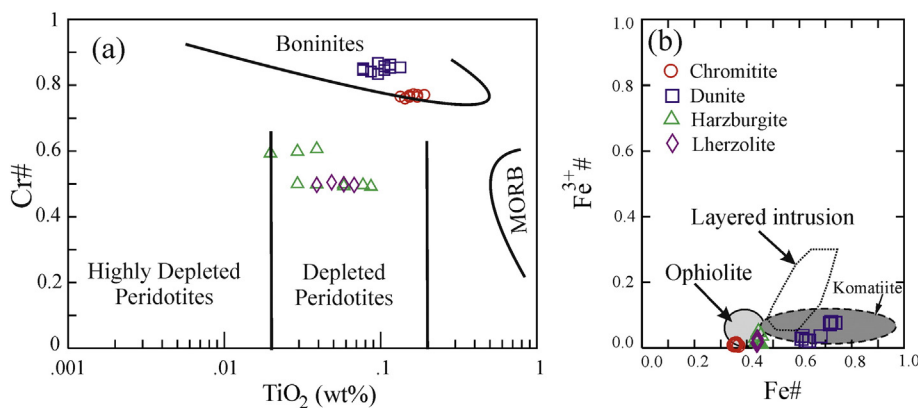 (a)
Boninites
MORB
Highly Depleted
Peridotites
Depleted
Peridotites
Cr#
1
0.8
0.6
0.4
0.2
0
.001
.01
0.1
1
TiO₂ (wt%)
(b)
Chromitite
Dunite
Harzburgite
Lherzolite
Layered intrusion
Ophiolite
Komatiite
Fe³⁺#
1.0
0.8
0.6
0.4
0.2
0.0
0.0
0.2
0.4
0.6
0.8
1.0
Fe#